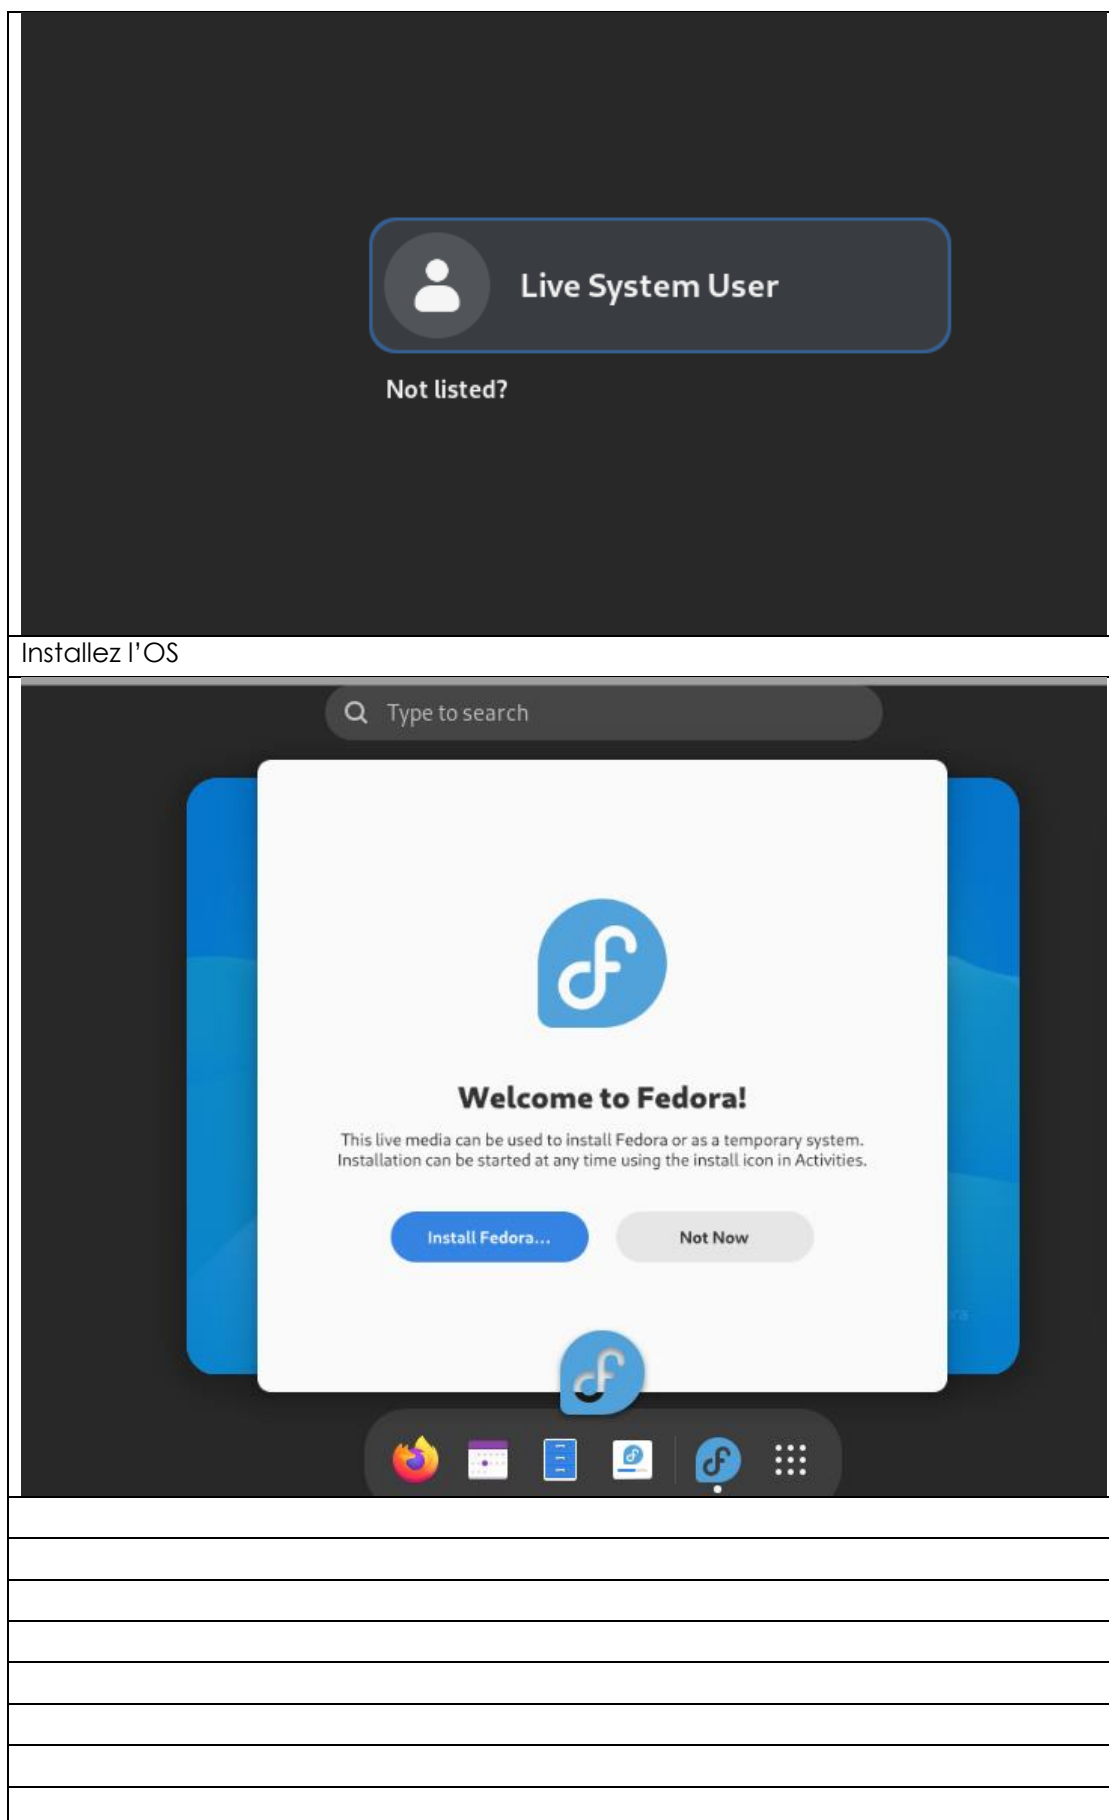 Live System User
Not listed?
Installez l’OS
Type to search
Welcome to Fedora!
This live media can be used to install Fedora or as a temporary system.
Installation can be started at any time using the install icon in Activities.
Install Fedora...
Not Now